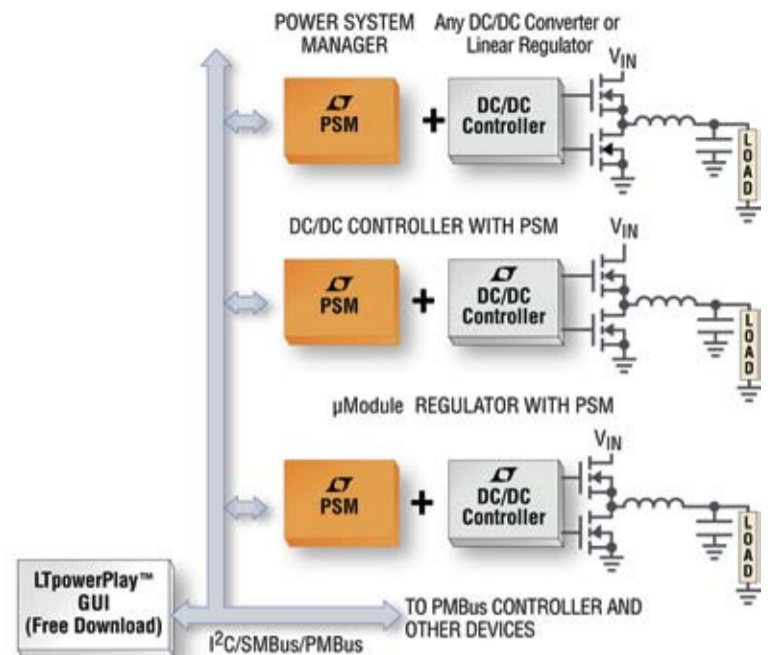 POWER SYSTEM
MANAGER
Any DC/DC Converter or
Linear Regulator
PSM
+
DC/DC
Controller
VIN
LOAD
DC/DC CONTROLLER WITH PSM
PSM
+
DC/DC
Controller
VIN
LOAD
µModule REGULATOR WITH PSM
PSM
+
DC/DC
Controller
VIN
LOAD
LTpowerPlay™
GUI
(Free Download)
I²C/SMBus/PMBus
TO PMBus CONTROLLER AND
OTHER DEVICES